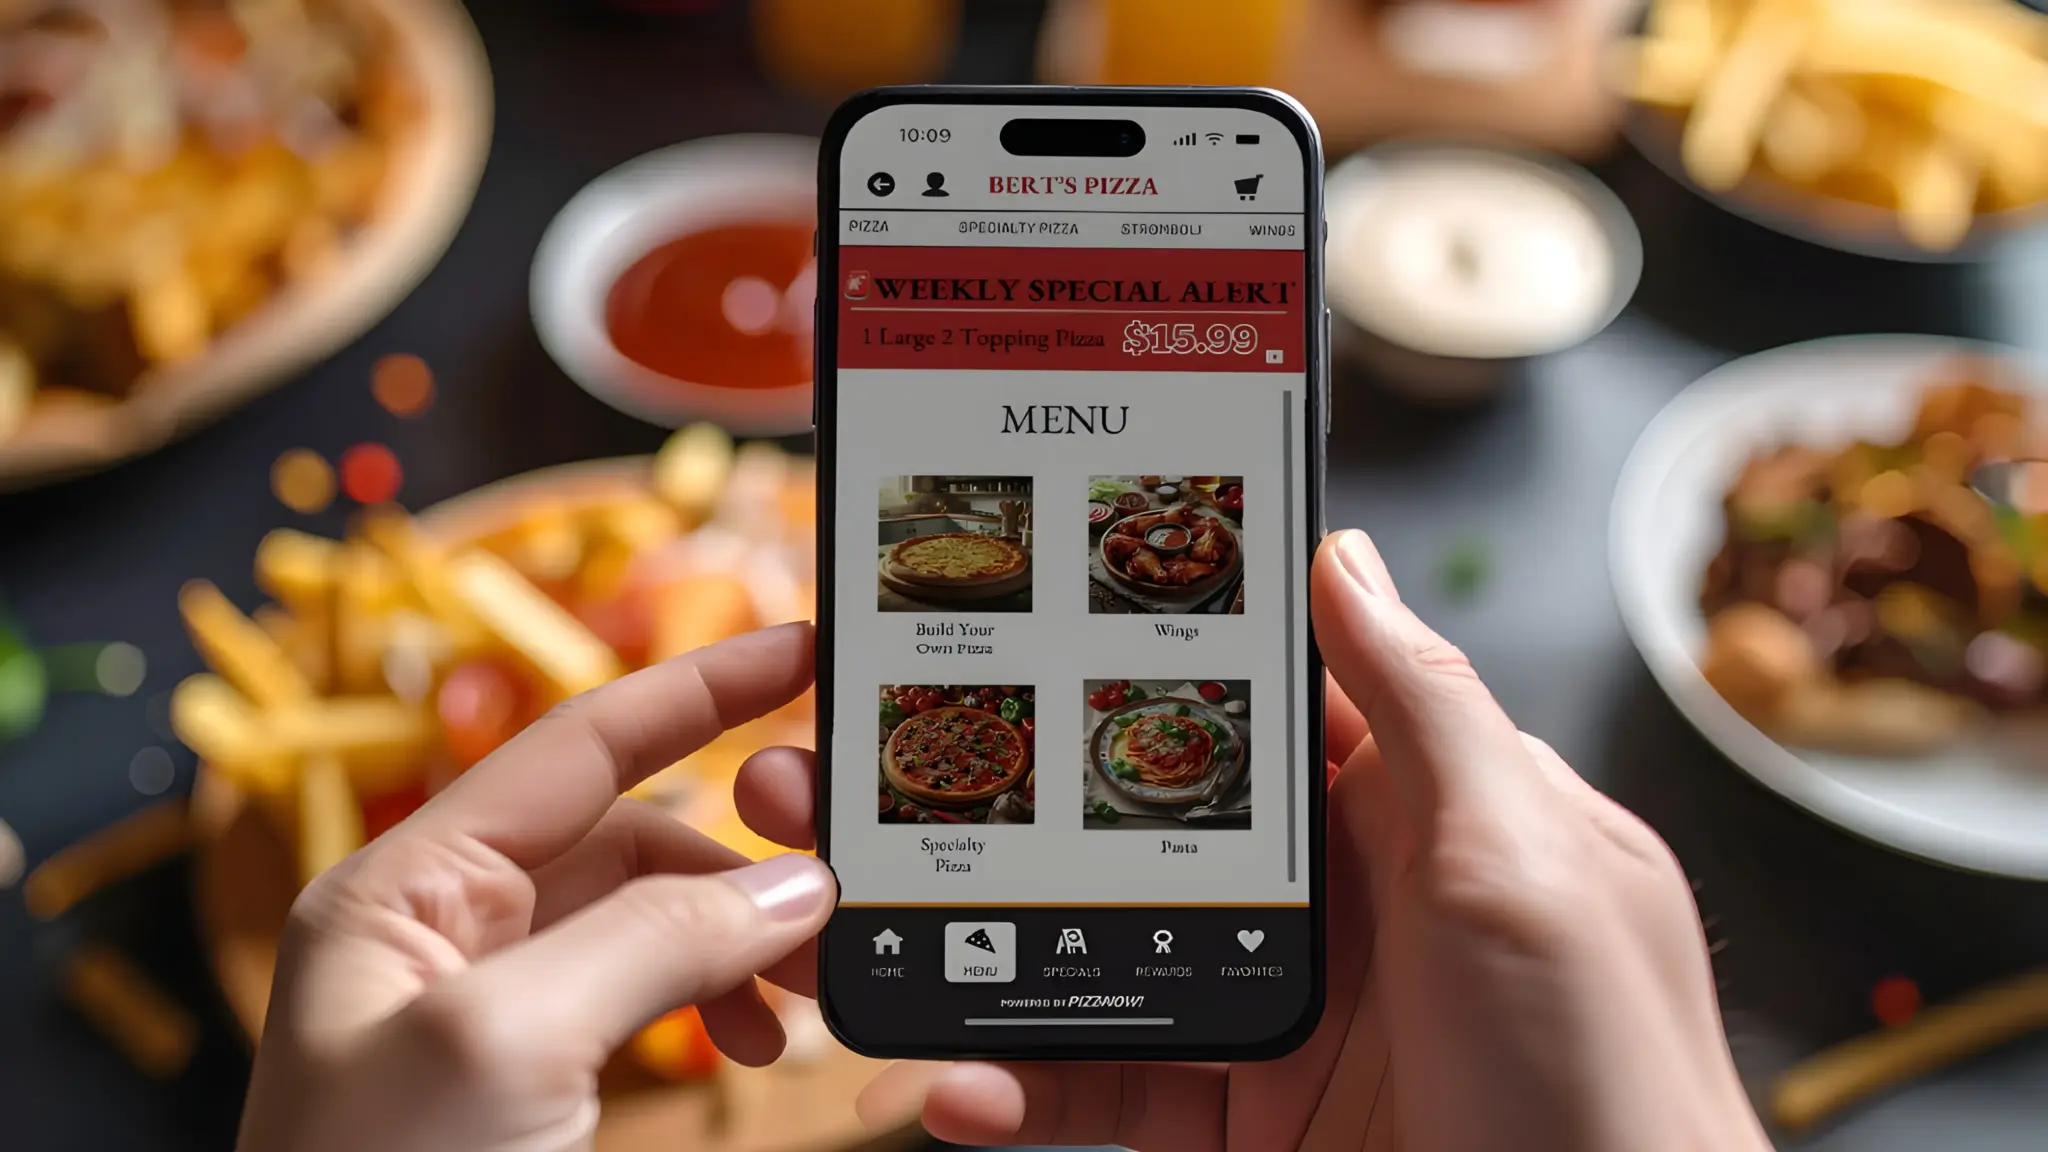 10:09
BERT'S PIZZA
PIZZA SPECIALTY PIZZA STROMBOLI WINGS
WEEKLY SPECIAL ALERT
1 Large 2 Topping Pizza $15.99
MENU
Build Your
Own Pizza
Wings
Specialty
Pizza
Pasta
HOME MENU SPECIALS REWARDS FAVORITES
POWERED BY PIZZANOW!